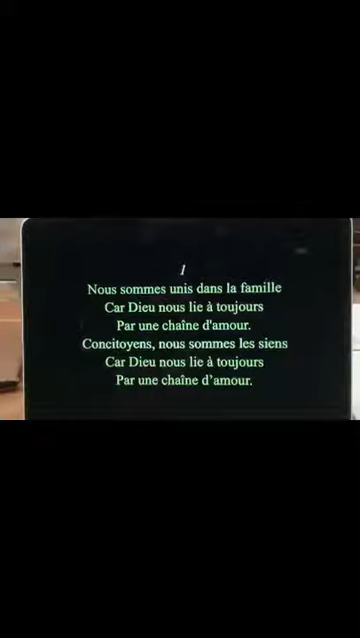 1
Nous sommes unis dans la famille
Car Dieu nous lie à toujours
Par une chaîne d'amour.
Concitoyens, nous sommes les siens
Car Dieu nous lie à toujours
Par une chaîne d’amour.